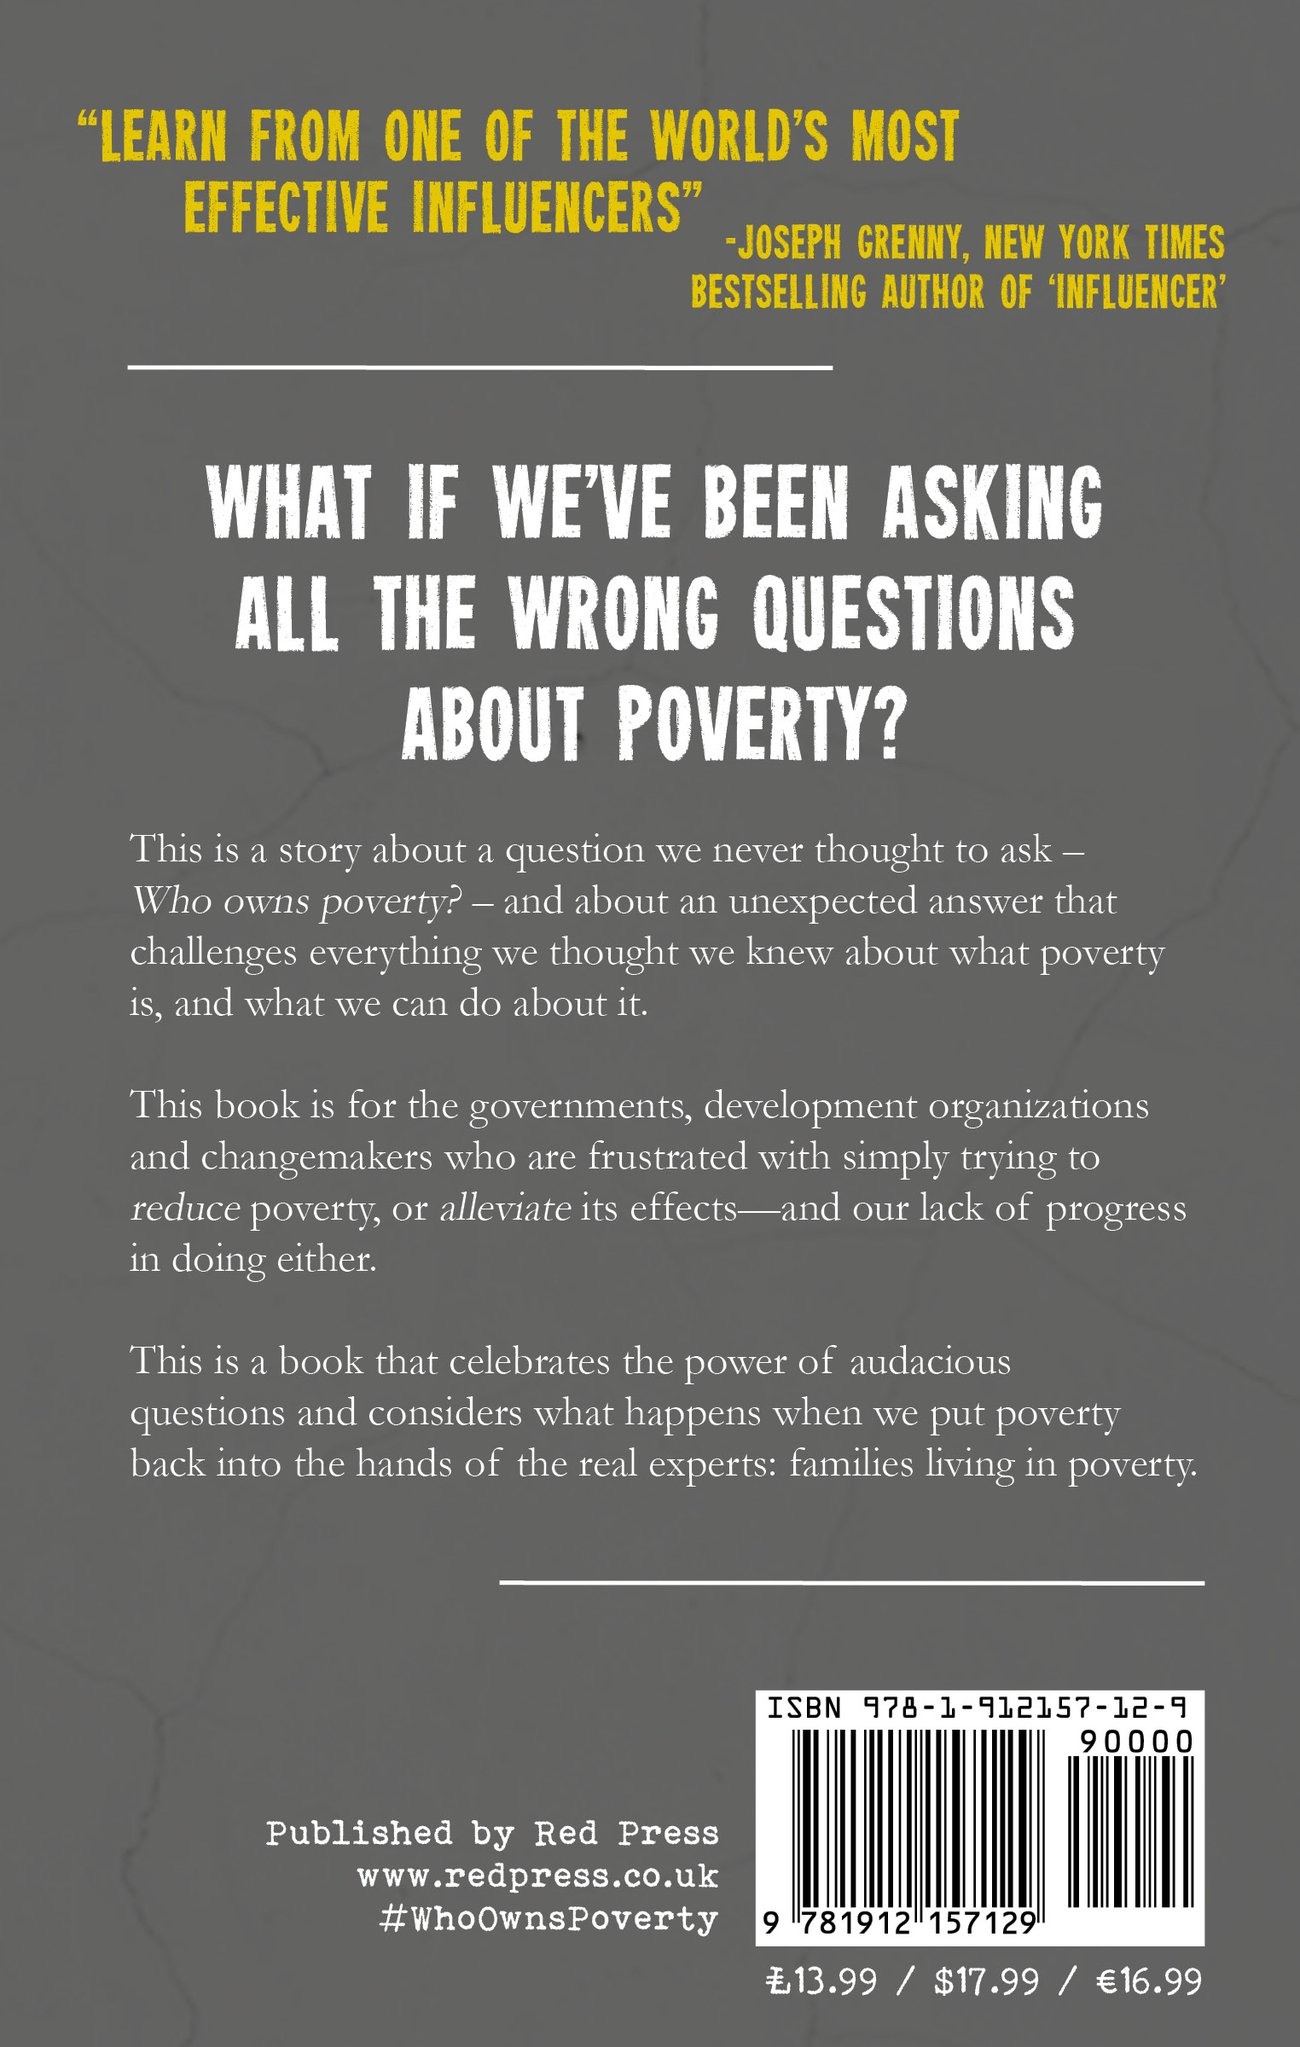 “LEARN FROM ONE OF THE WORLD’S MOST
EFFECTIVE INFLUENCERS”
-JOSEPH GRENNY, NEW YORK TIMES
BESTSELLING AUTHOR OF ‘INFLUENCER’
WHAT IF WE’VE BEEN ASKING
ALL THE WRONG QUESTIONS
ABOUT POVERTY?
This is a story about a question we never thought to ask –
Who owns poverty? – and about an unexpected answer that
challenges everything we thought we knew about what poverty
is, and what we can do about it.
This book is for the governments, development organizations
and changemakers who are frustrated with simply trying to
reduce poverty, or alleviate its effects—and our lack of progress
in doing either.
This is a book that celebrates the power of audacious
questions and considers what happens when we put poverty
back into the hands of the real experts: families living in poverty.
ISBN 978-1-912157-12-9
90000
Published by Red Press
www.redpress.co.uk
#WhoOwnsPoverty
9 781912 157129
£13.99 / $17.99 / €16.99